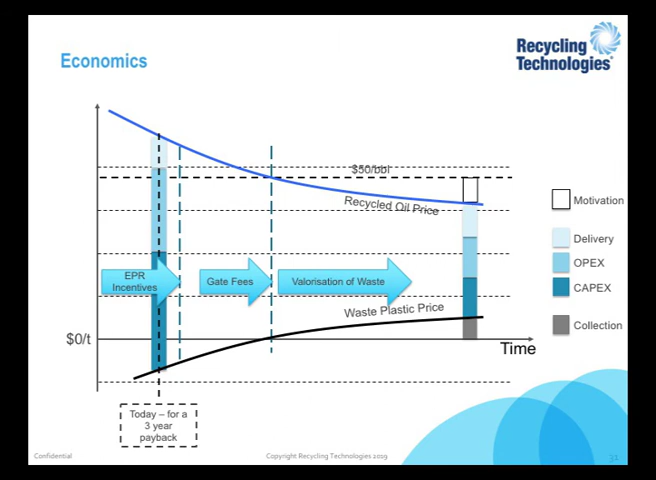 Economics
Recycling
Technologies
$50/bbl
Recycled Oil Price
Motivation
Delivery
OPEX
CAPEX
Collection
EPR
Incentives
Gate Fees
Valorisation of Waste
Waste Plastic Price
$0/t
Time
Today – for a
3 year
payback
Confidential
Copyright Recycling Technologies 2019
31